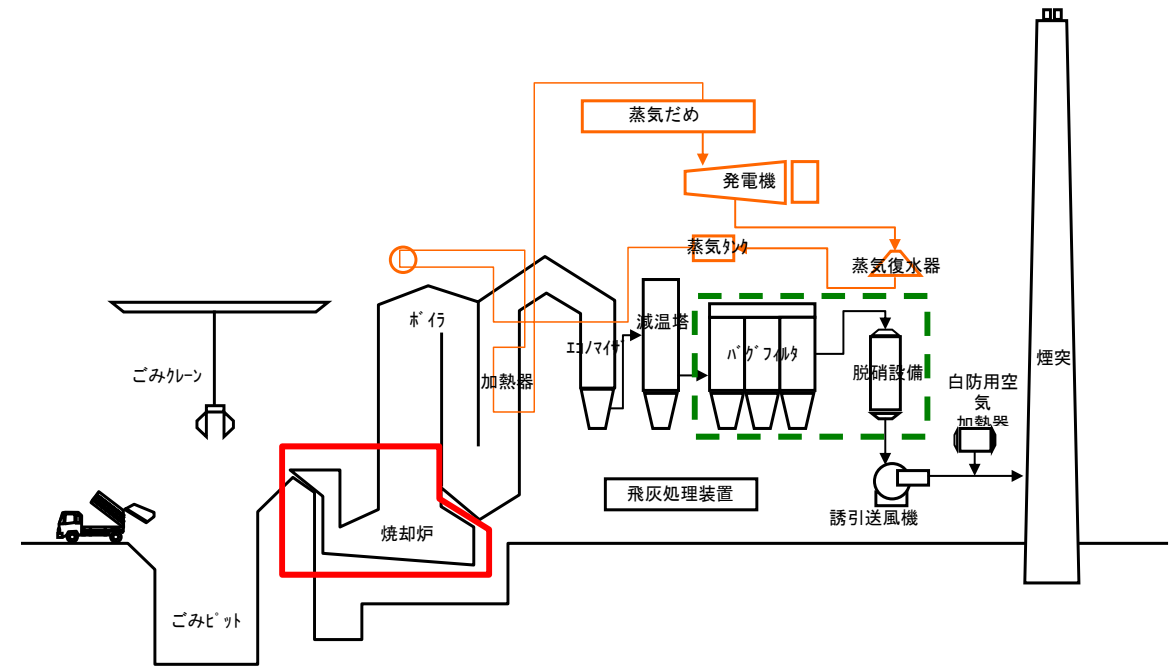 蒸気だめ
発電機
蒸気ﾀﾝｸ
蒸気復水器
ﾎﾞｲﾗ
ｴｺﾉﾏｲｻﾞ
減温塔
ﾊﾞｸﾞﾌｨﾙﾀ
脱硝設備
煙突
ごみｸﾚｰﾝ
加熱器
白防用空
気
加熱器
飛灰処理装置
誘引送風機
焼却炉
ごみﾋﾟｯﾄ